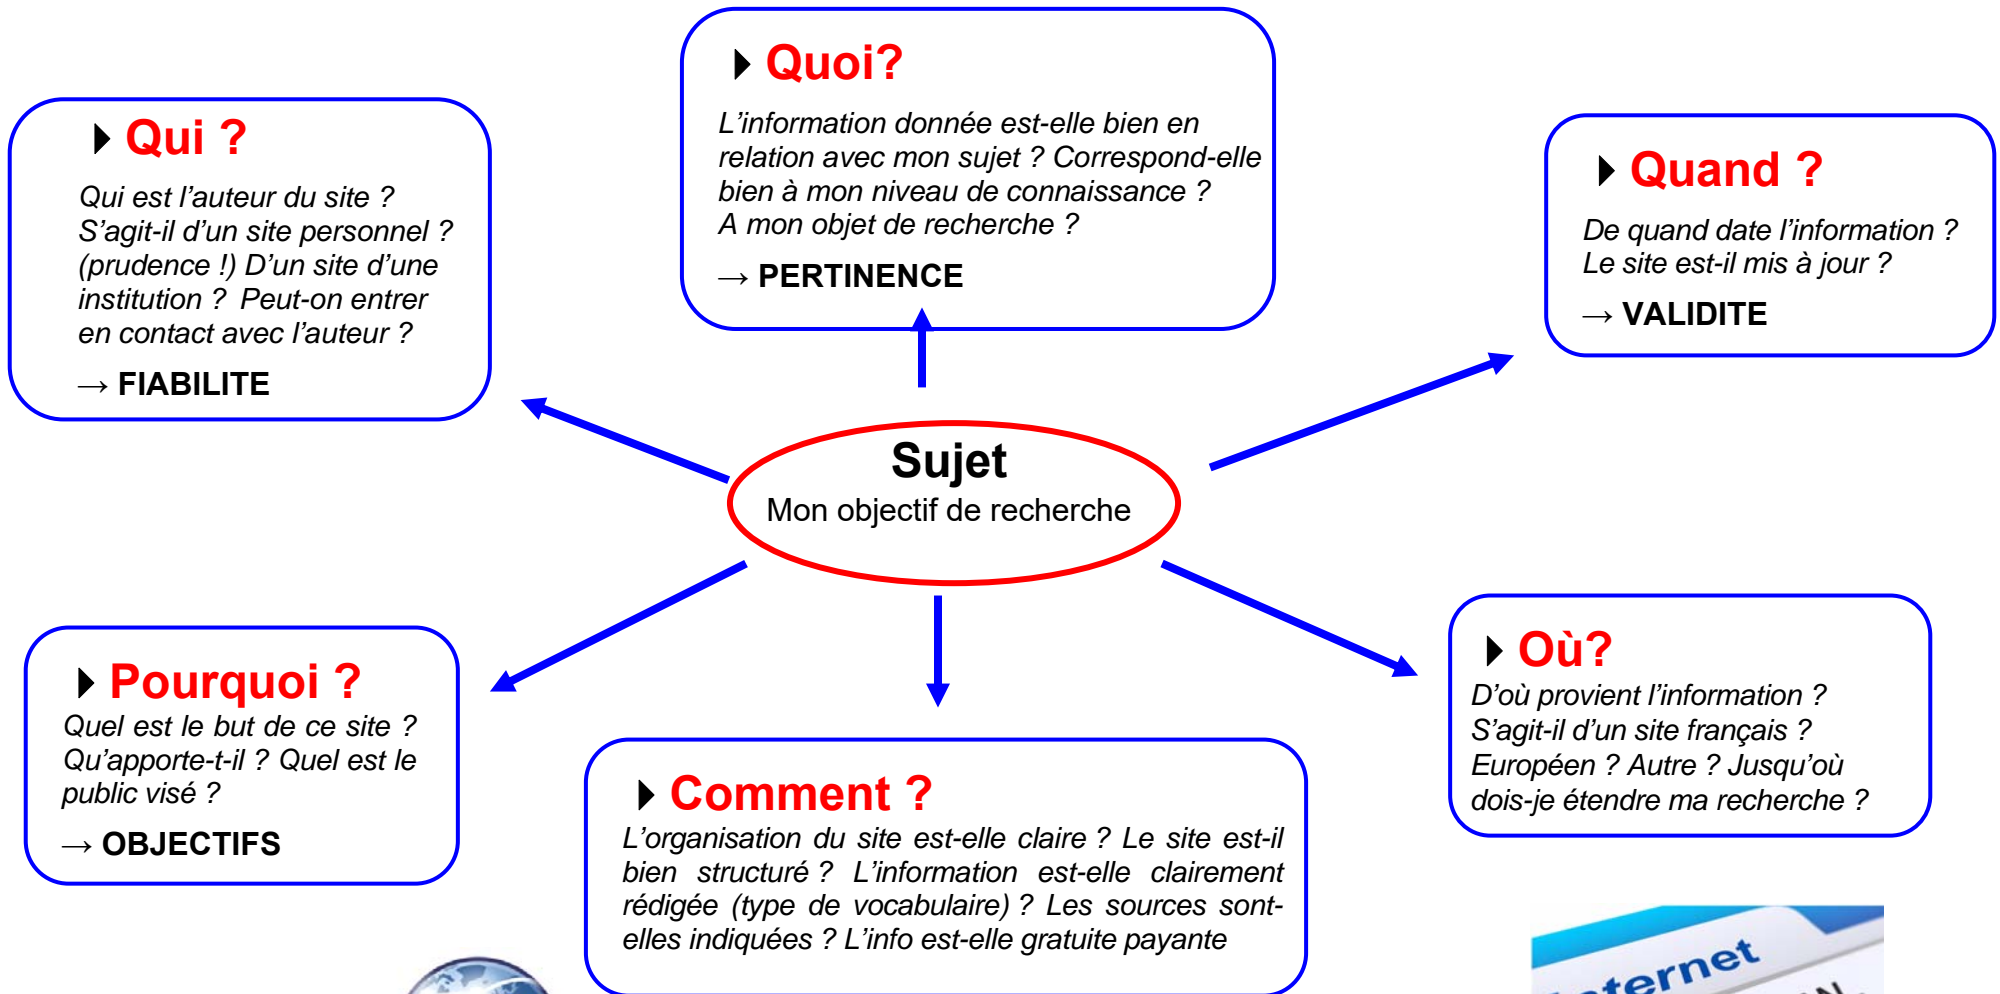 Quoi?
L'information donnée est-elle bien en
relation avec mon sujet ? Correspond-elle
bien à mon niveau de connaissance ?
A mon objet de recherche ?
→ PERTINENCE
Qui ?
Qui est l'auteur du site ?
S'agit-il d'un site personnel ?
(prudence !) D'un site d'une
institution ? Peut-on entrer
en contact avec l'auteur ?
→ FIABILITE
Quand ?
De quand date l'information ?
Le site est-il mis à jour ?
→ VALIDITE
Sujet
Mon objectif de recherche
Pourquoi ?
Quel est le but de ce site ?
Qu'apporte-t-il ? Quel est le
public visé ?
→ OBJECTIFS
Comment ?
L'organisation du site est-elle claire ? Le site est-il
bien structuré ? L'information est-elle clairement
rédigée (type de vocabulaire) ? Les sources sont-
elles indiquées ? L'info est-elle gratuite payante
Où?
D'où provient l'information ?
S'agit-il d'un site français ?
Européen ? Autre ? Jusqu'où
dois-je étendre ma recherche ?
nternet